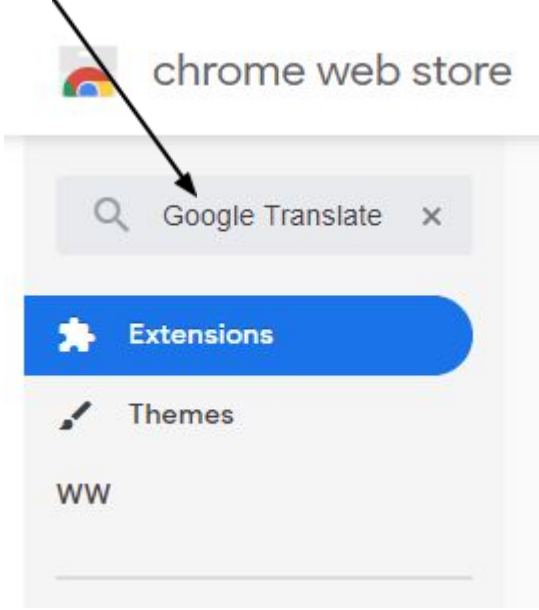 chrome web store
Google Translate
Extensions
Themes
ww